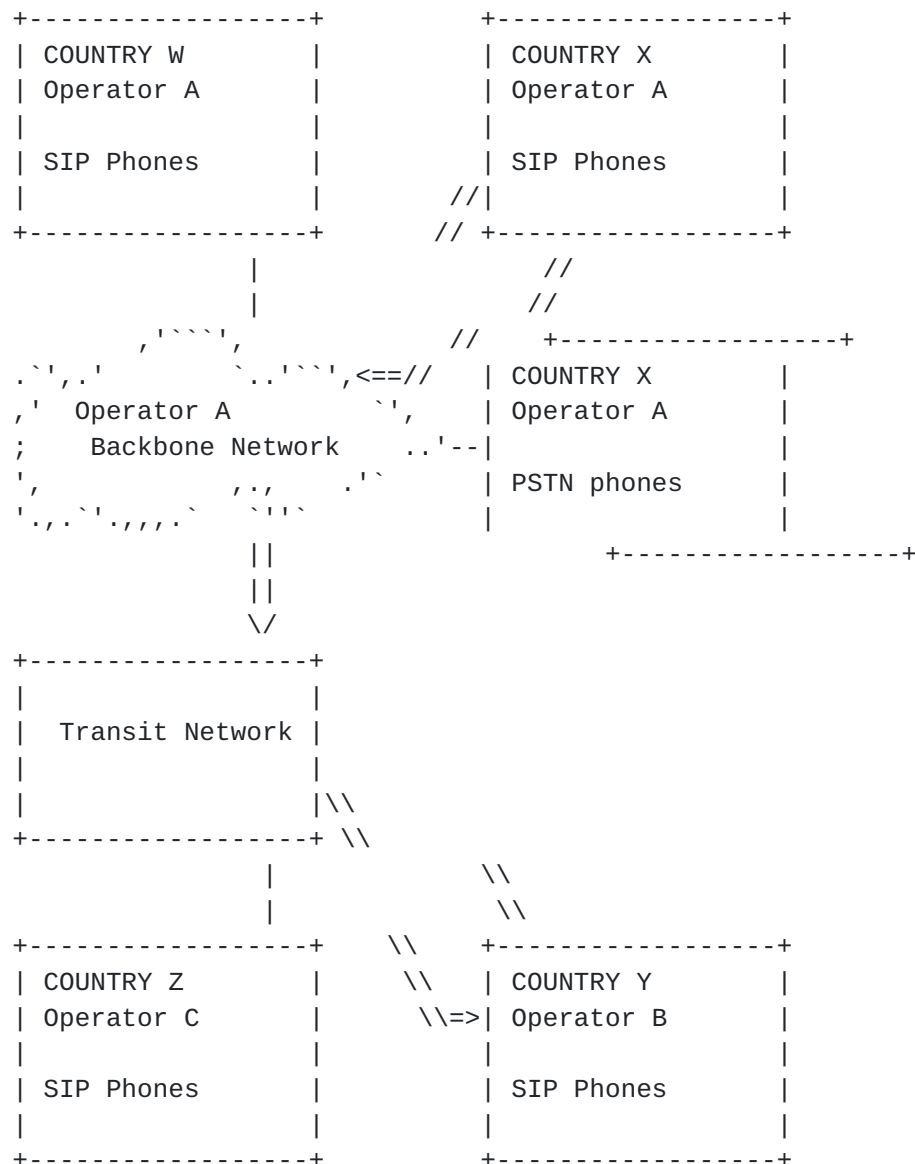 +------------------+          +------------------+
| COUNTRY W        |          | COUNTRY X        |
| Operator A       |          | Operator A       |
|                  |          |                  |
| SIP Phones       |          | SIP Phones       |
|                  |        //|                  |
+------------------+       // +------------------+
               |                  //
               |                 //
        ,'```',             //    +------------------+
.`',.'       `..'``',<==//   | COUNTRY X        |
,'  Operator A         `',    | Operator A       |
;    Backbone Network    ..'--|                  |
',            ,.,    .'`      | PSTN phones      |
'.,.`'.,,,.`   `''`           |                  |
               ||                     +------------------+
               ||
               \/
+------------------+
|                  |
|  Transit Network |
|                  |
|                  |\\
+------------------+ \\
                |             \\
                |              \\
+------------------+    \\    +------------------+
| COUNTRY Z        |     \\   | COUNTRY Y        |
| Operator C       |      \\=>| Operator B       |
|                  |          |                  |
| SIP Phones       |          | SIP Phones       |
|                  |          |                  |
+------------------+          +------------------+